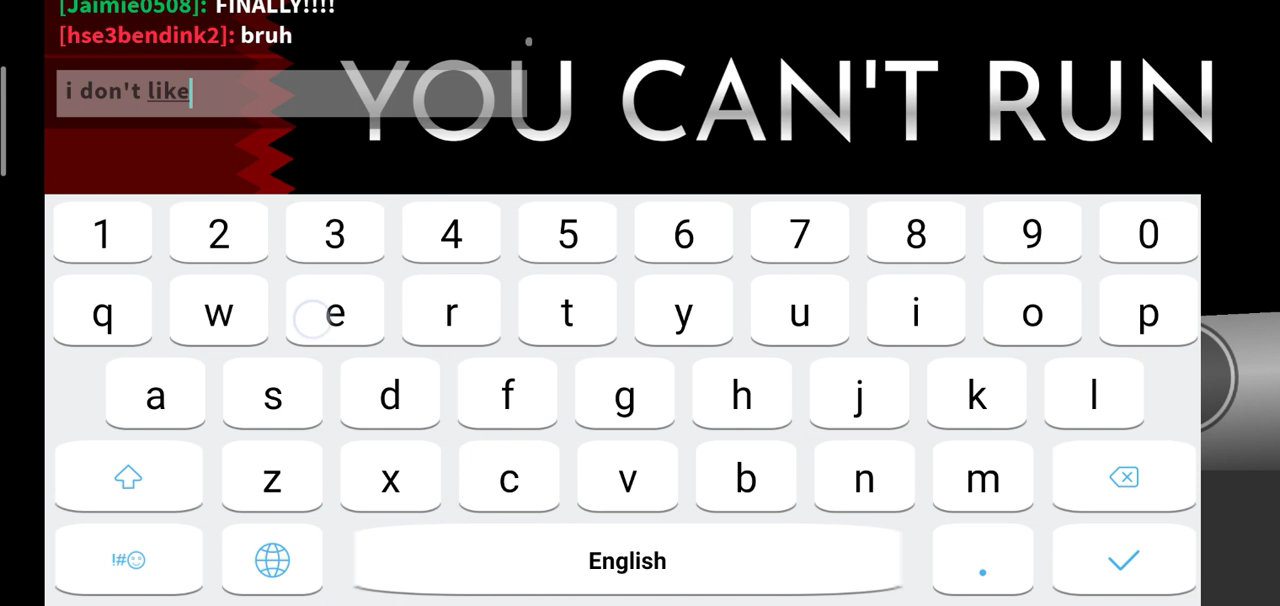 [Jaimie0508]: FINALLY!!!!
[hse3bendink2]: bruh
i don't like
YOU CAN'T RUN
1 2 3 4 5 6 7 8 9 0
q w e r t y u i o p
a s d f g h j k l
z x c v b n m
!#☺ English .